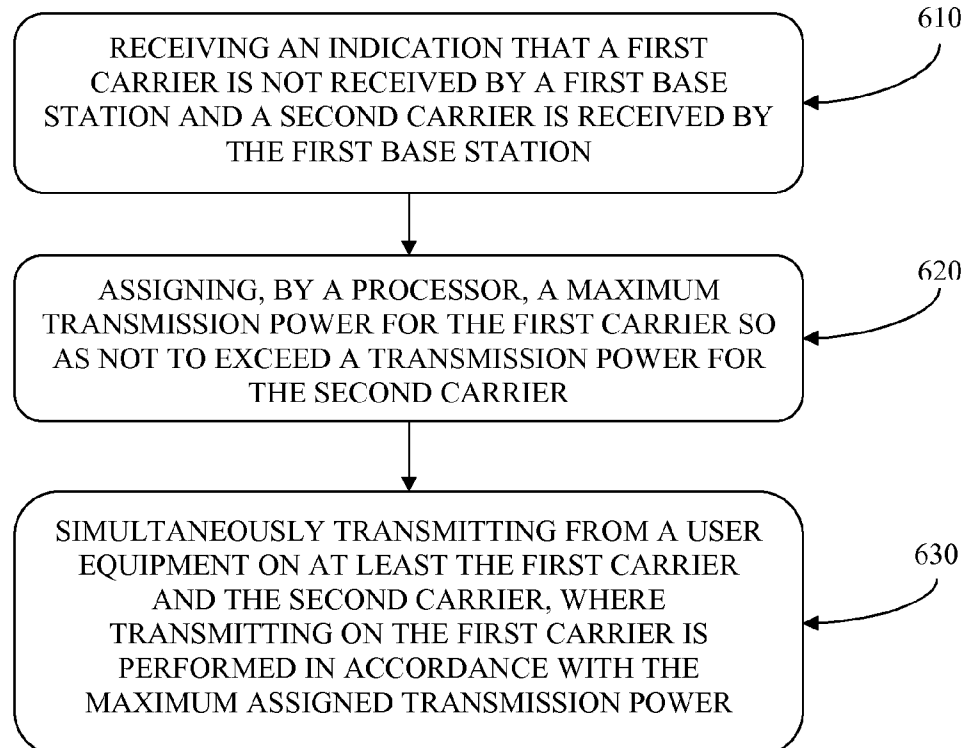 610
RECEIVING AN INDICATION THAT A FIRST
CARRIER IS NOT RECEIVED BY A FIRST BASE
STATION AND A SECOND CARRIER IS RECEIVED BY
THE FIRST BASE STATION
620
ASSIGNING, BY A PROCESSOR, A MAXIMUM
TRANSMISSION POWER FOR THE FIRST CARRIER SO
AS NOT TO EXCEED A TRANSMISSION POWER FOR
THE SECOND CARRIER
630
SIMULTANEOUSLY TRANSMITTING FROM A USER
EQUIPMENT ON AT LEAST THE FIRST CARRIER
AND THE SECOND CARRIER, WHERE
TRANSMITTING ON THE FIRST CARRIER IS
PERFORMED IN ACCORDANCE WITH THE
MAXIMUM ASSIGNED TRANSMISSION POWER